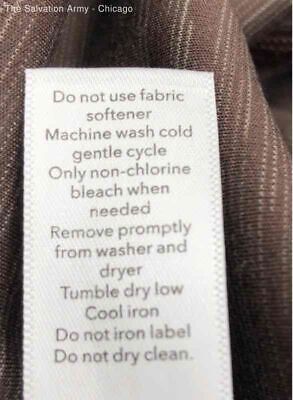 The Salvation Army - Chicago
Do not use fabric
softener
Machine wash cold
gentle cycle
Only non-chlorine
bleach when
needed
Remove promptly
from washer and
dryer
Tumble dry low
Cool iron
Do not iron label
Do not dry clean.